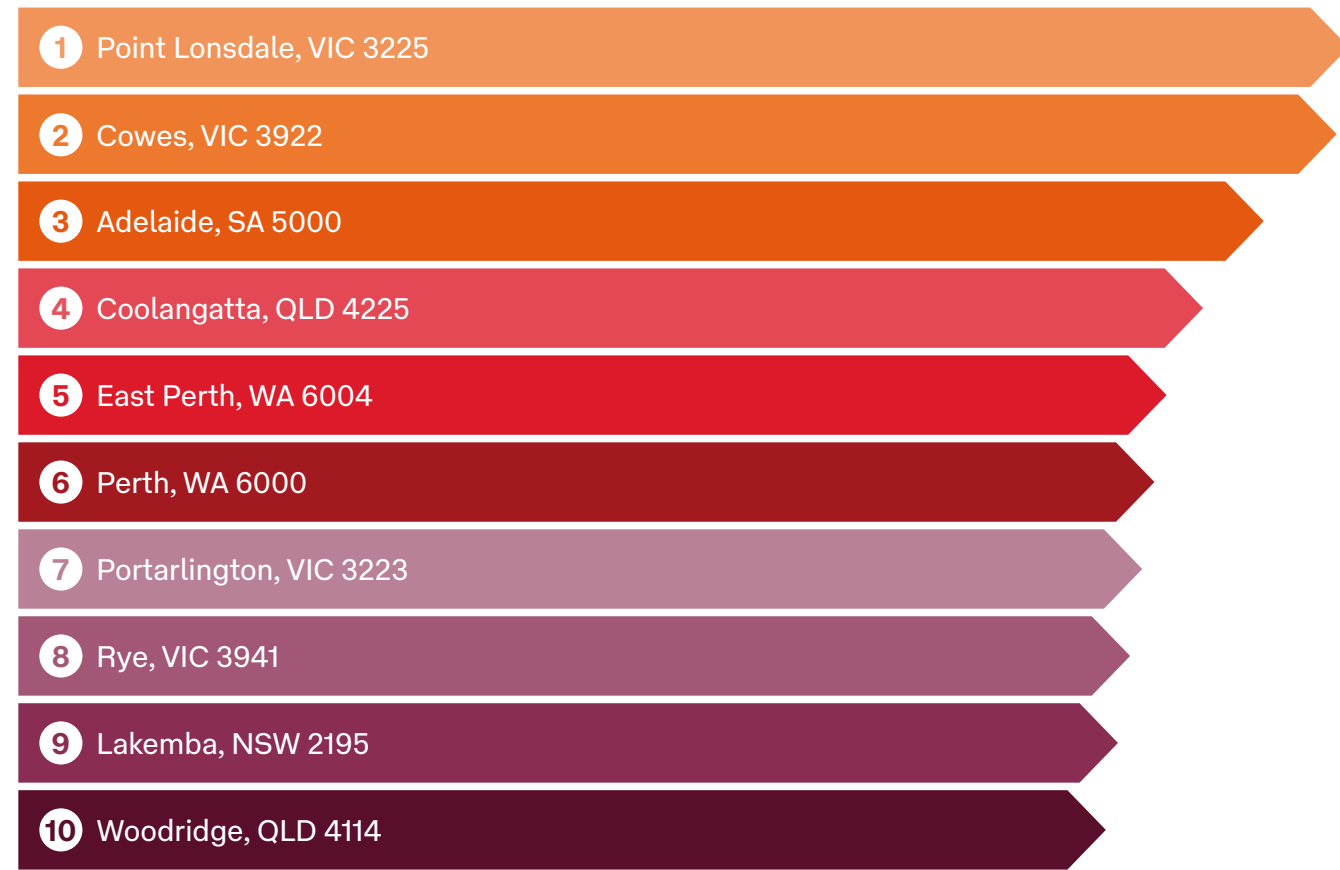 1 Point Lonsdale, VIC 3225
2 Cowes, VIC 3922
3 Adelaide, SA 5000
4 Coolangatta, QLD 4225
5 East Perth, WA 6004
6 Perth, WA 6000
7 Portarlington, VIC 3223
8 Rye, VIC 3941
9 Lakemba, NSW 2195
10 Woodridge, QLD 4114